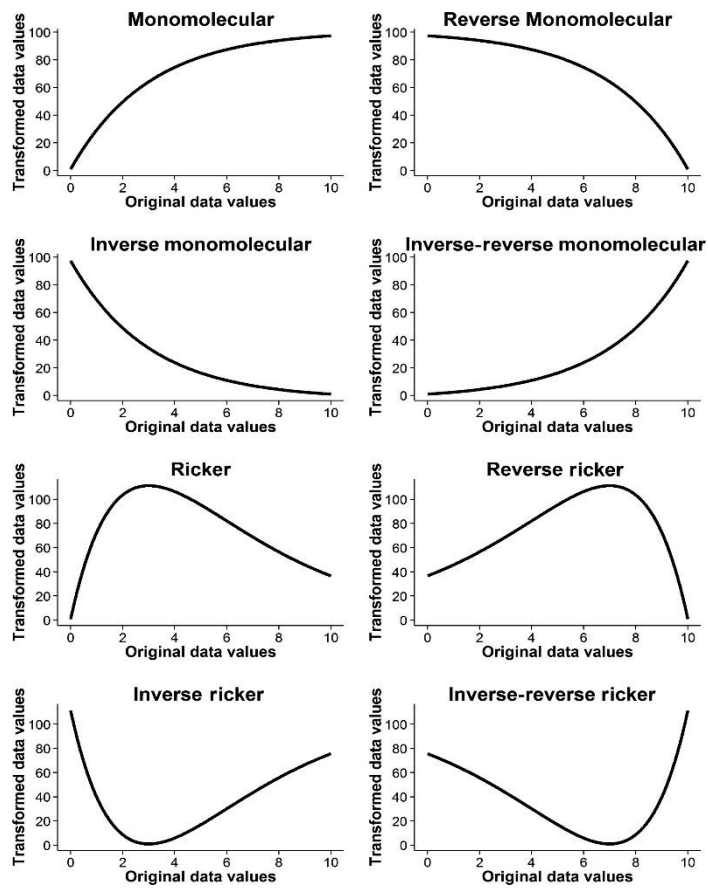 Monomolecular
Transformed data values
100
80
60
40
20
0
0 2 4 6 8 10
Original data values
Reverse Monomolecular
Transformed data values
100
80
60
40
20
0
0 2 4 6 8 10
Original data values
Inverse monomolecular
Transformed data values
100
80
60
40
20
0
0 2 4 6 8 10
Original data values
Inverse-reverse monomolecular
Transformed data values
100
80
60
40
20
0
0 2 4 6 8 10
Original data values
Ricker
Transformed data values
100
80
60
40
20
0
0 2 4 6 8 10
Original data values
Reverse ricker
Transformed data values
100
80
60
40
20
0
0 2 4 6 8 10
Original data values
Inverse ricker
Transformed data values
100
80
60
40
20
0
0 2 4 6 8 10
Original data values
Inverse-reverse ricker
Transformed data values
100
80
60
40
20
0
0 2 4 6 8 10
Original data values